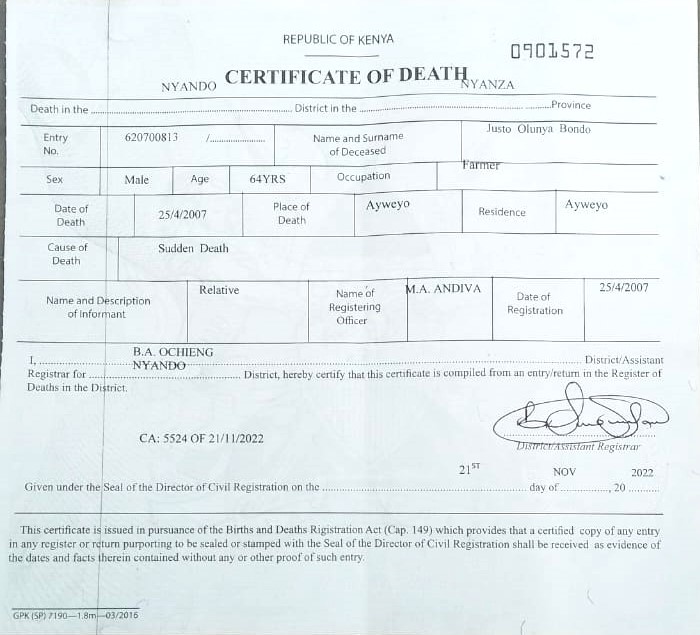 REPUBLIC OF KENYA
0901572
CERTIFICATE OF DEATH
NYANDO NYANZA
Death in the ........ District in the ........ Province
Entry No. 620700813 /........ Name and Surname of Deceased Justo Olunya Bondo
Sex Male Age 64YRS Occupation Farmer
Date of Death 25/4/2007 Place of Death Ayweyo Residence Ayweyo
Cause of Death Sudden Death
Name and Description of Informant Relative Name of Registering Officer M.A. ANDIVA Date of Registration 25/4/2007
B.A. OCHIENG
I, ........ District/Assistant
NYANDO
Registrar for ........ District, hereby certify that this certificate is compiled from an entry/return in the Register of
Deaths in the District.
CA: 5524 OF 21/11/2022
District/Assistant Registrar
21ST NOV 2022
Given under the Seal of the Director of Civil Registration on the ........ day of ........, 20 ........
This certificate is issued in pursuance of the Births and Deaths Rigistration Act (Cap. 149) which provides that a certified copy of any entry
in any register or return purporting to be sealed or stamped with the Seal of the Director of Civil Registration shall be received as evidence of
the dates and facts therein contained without any or other proof of such entry.
GPK (SP) 7190—1.8m—03/2016